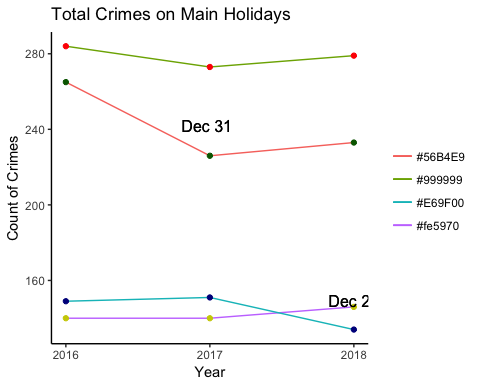 Total Crimes on Main Holidays
Count of Crimes
280
240
200
160
Dec 31
Dec 2
2016
2017
2018
Year
#56B4E9
#999999
#E69F00
#fe5970